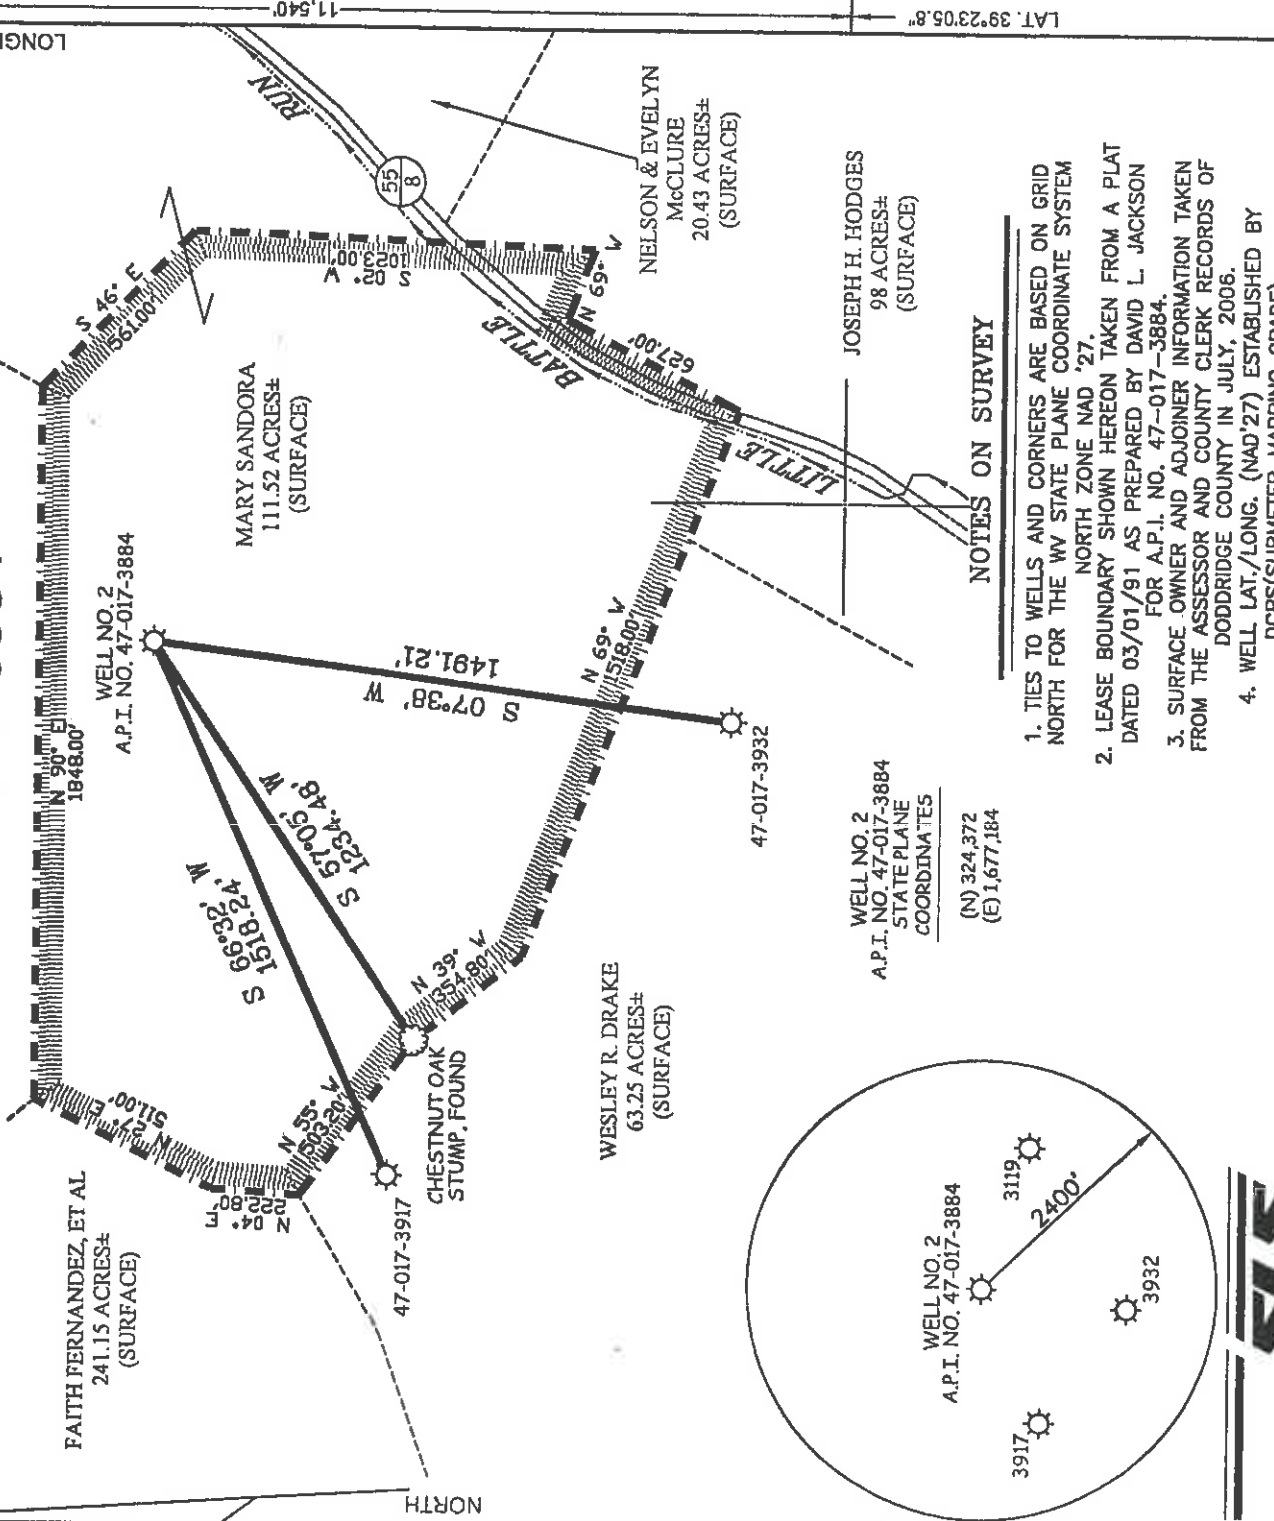 11,540'
LAT. 39°23'05.8"
RUN
55
8
NELSON & EVELYN
McCLURE
20.43 ACRES±
(SURFACE)
S 46° E
561.00'
S 02° W
1023.00'
N 69° W
N
627.00'
BATTLE
LITTLE
MARY SANDORA
111.52 ACRES±
(SURFACE)
JOSEPH H. HODGES
98 ACRES±
(SURFACE)
WELL NO. 2
A.P.I. NO. 47-017-3884
N 90° E
1848.00'
S 07°38' W
1491.21'
S 57°05' W
1234.48'
S 66°32' W
1518.24'
N 69° W
1518.00'
47-017-3932
N 39° W
354.80'
N 55° W
503.20'
N 27° E
511.00'
N 04° E
222.80'
CHESTNUT OAK
STUMP, FOUND
47-017-3917
FAITH FERNANDEZ, ET AL
241.15 ACRES±
(SURFACE)
WESLEY R. DRAKE
63.25 ACRES±
(SURFACE)
NORTH
WELL NO. 2
A.P.I. NO. 47-017-3884
STATE PLANE
COORDINATES
(N) 324,372
(E) 1,677,184
NOTES ON SURVEY
1. TIES TO WELLS AND CORNERS ARE BASED ON GRID
NORTH FOR THE WV STATE PLANE COORDINATE SYSTEM
NORTH ZONE NAD '27.
2. LEASE BOUNDARY SHOWN HEREON TAKEN FROM A PLAT
DATED 03/01/91 AS PREPARED BY DAVID L. JACKSON
FOR A.P.I. NO. 47-017-3884.
3. SURFACE OWNER AND ADJOINER INFORMATION TAKEN
FROM THE ASSESSOR AND COUNTY CLERK RECORDS OF
DODDRIDGE COUNTY IN JULY, 2006.
4. WELL LAT./LONG. (NAD'27) ESTABLISHED BY
DGPS(SUBMETER MAPPING GRADE)
WELL NO. 2
A.P.I. NO. 47-017-3884
2400'
3119
3932
3917